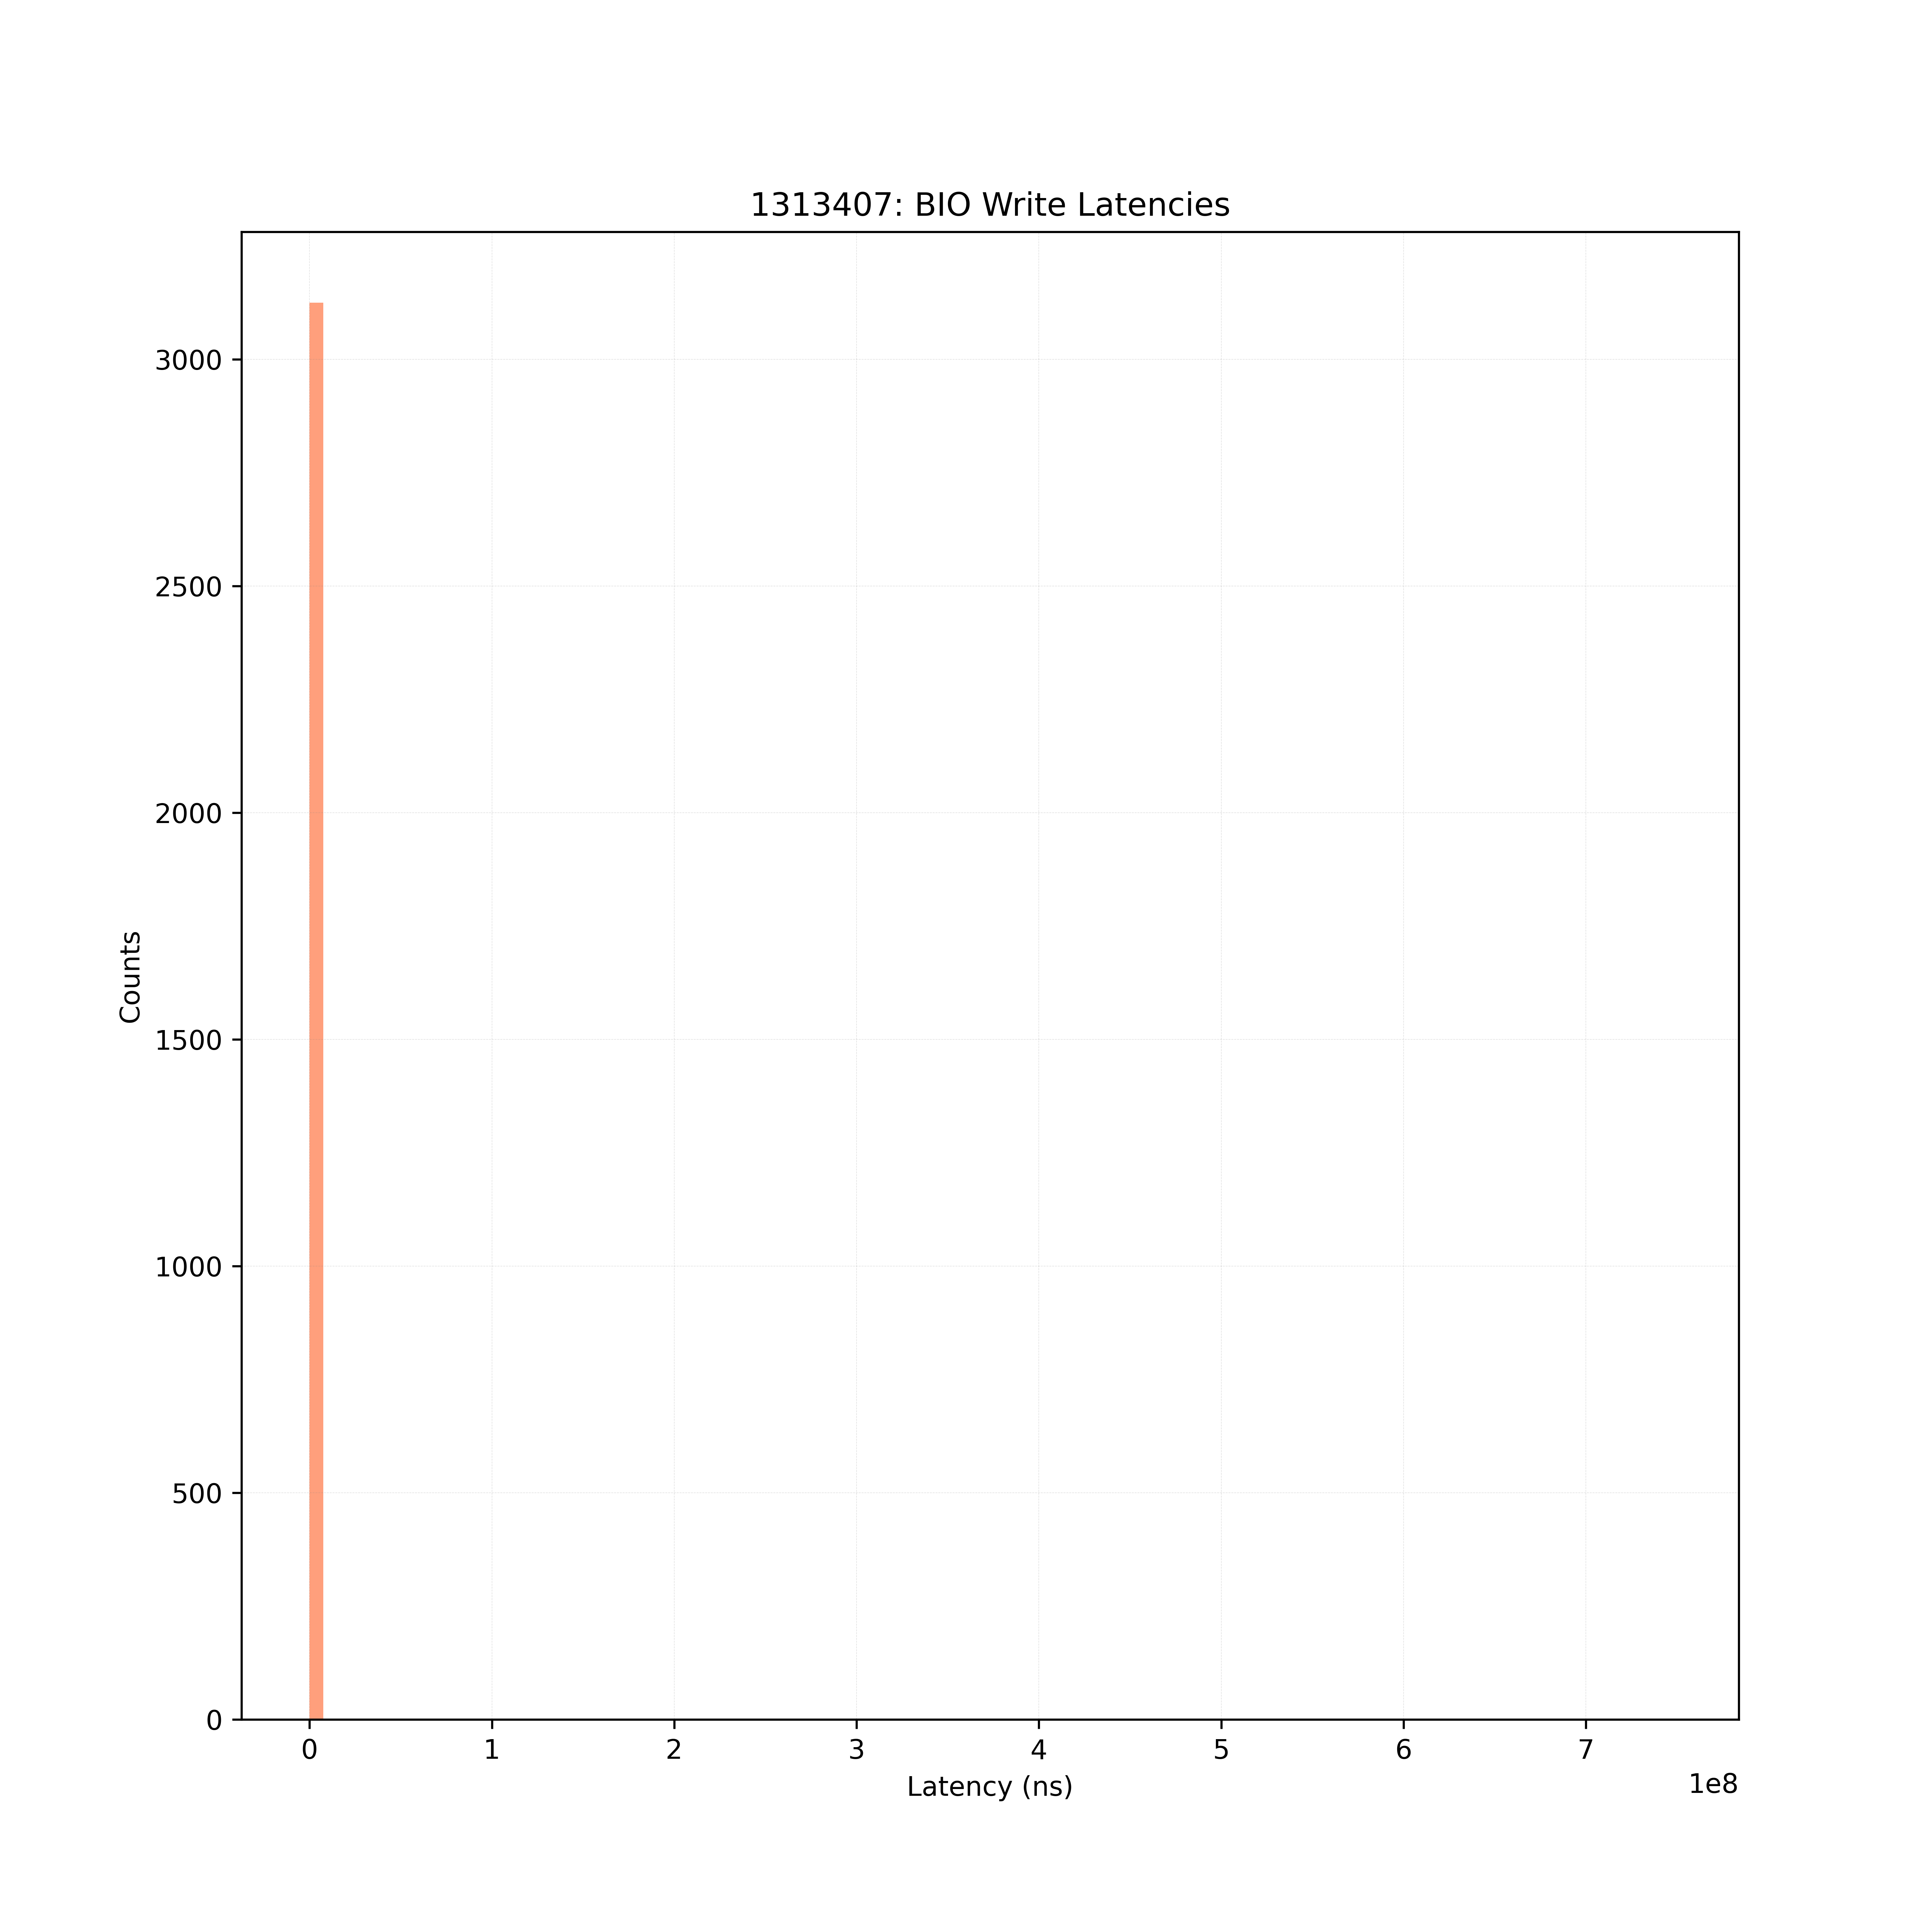 1313407: BIO Write Latencies
3000
2500
2000
1500
1000
500
0
Counts
0 1 2 3 4 5 6 7
1e8
Latency (ns)